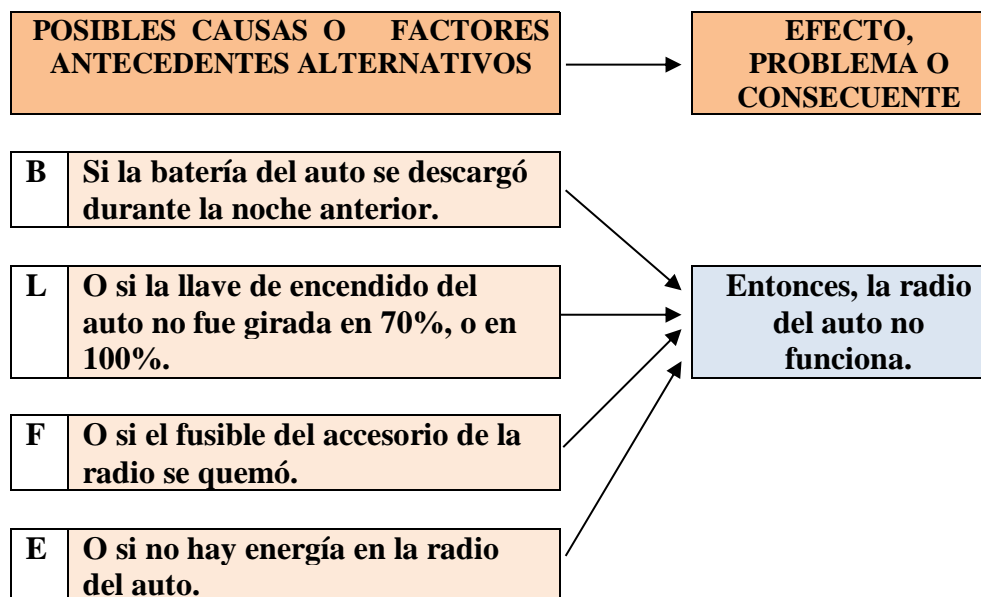 POSIBLES CAUSAS O FACTORES
ANTECEDENTES ALTERNATIVOS
EFECTO,
PROBLEMA O
CONSECUENTE
B
Si la batería del auto se descargó
durante la noche anterior.
L
O si la llave de encendido del
auto no fue girada en 70%, o en
100%.
Entonces, la radio
del auto no
funciona.
F
O si el fusible del accesorio de la
radio se quemó.
E
O si no hay energía en la radio
del auto.